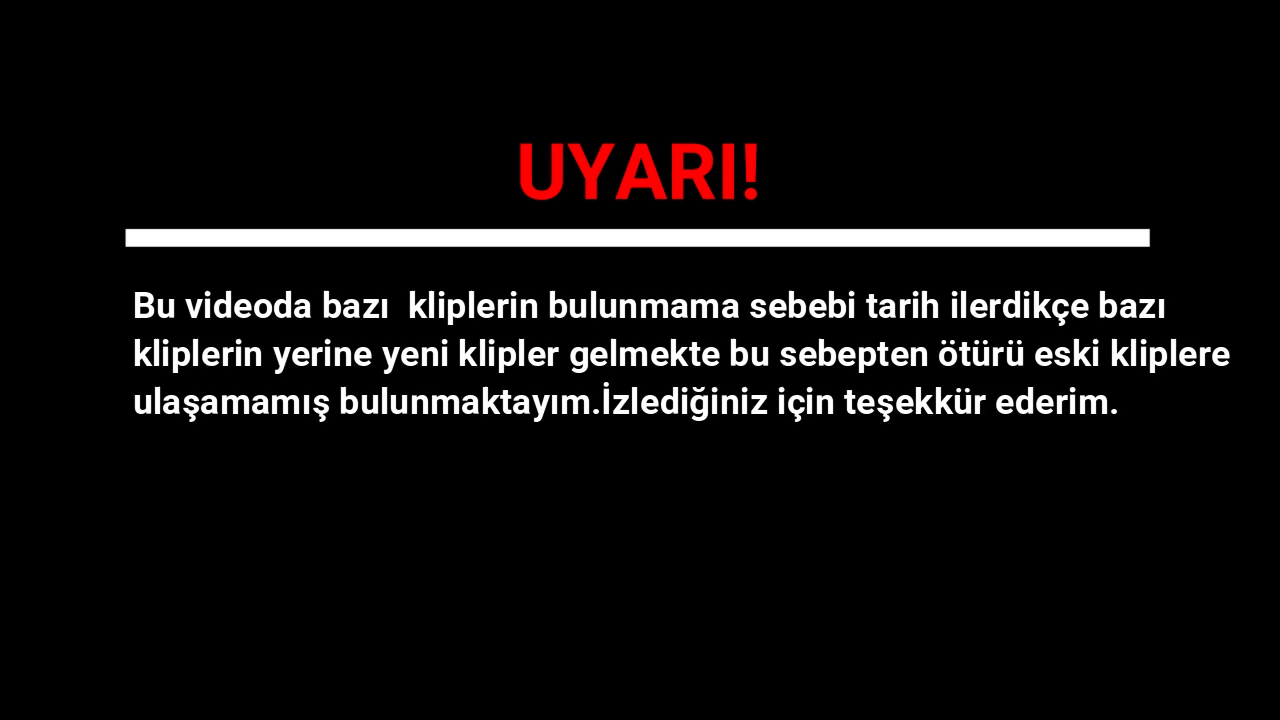 UYARI!
Bu videoda bazı  kliplerin bulunmama sebebi tarih ilerdikçe bazı
kliplerin yerine yeni klipler gelmekte bu sebepten ötürü eski kliplere
ulaşamamış bulunmaktayım.İzlediğiniz için teşekkür ederim.